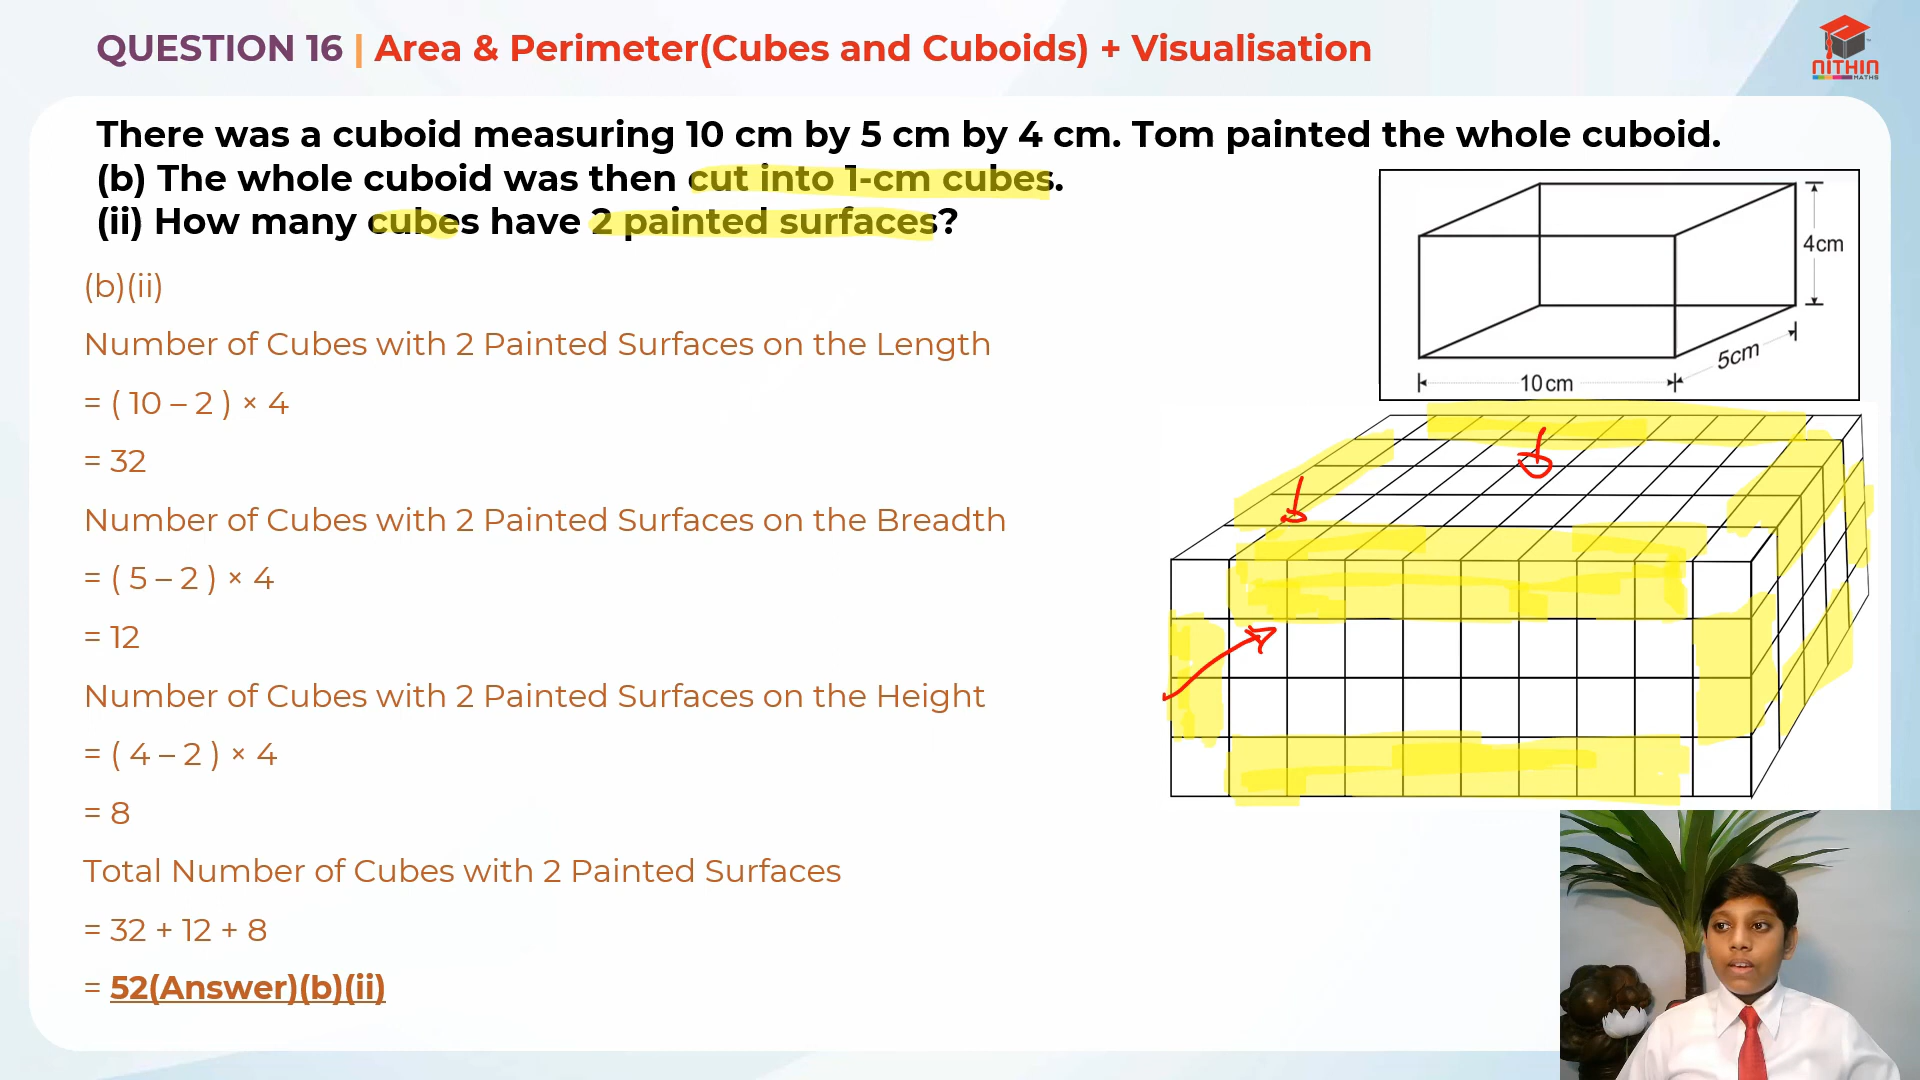 QUESTION 16 | Area & Perimeter(Cubes and Cuboids) + Visualisation
NITHIN
MATHS
There was a cuboid measuring 10 cm by 5 cm by 4 cm. Tom painted the whole cuboid.
(b) The whole cuboid was then cut into 1-cm cubes.
(ii) How many cubes have 2 painted surfaces?
4cm
5cm
10cm
(b)(ii)
Number of Cubes with 2 Painted Surfaces on the Length
= ( 10 – 2 ) × 4
= 32
Number of Cubes with 2 Painted Surfaces on the Breadth
= ( 5 – 2 ) × 4
= 12
Number of Cubes with 2 Painted Surfaces on the Height
= ( 4 – 2 ) × 4
= 8
Total Number of Cubes with 2 Painted Surfaces
= 32 + 12 + 8
= 52(Answer)(b)(ii)